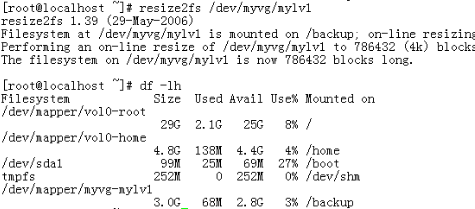 [root@localhost ~]# resize2fs /dev/myvg/mylv1
resize2fs 1.39 (29-May-2006)
Filesystem at /dev/myvg/mylv1 is mounted on /backup; on-line resizing
Performing an on-line resize of /dev/myvg/mylv1 to 786432 (4k) blocks
The filesystem on /dev/myvg/mylv1 is now 786432 blocks long.
[root@localhost ~]# df -lh
Filesystem Size Used Avail Use% Mounted on
/dev/mapper/vol0-root
29G 2.1G 25G 8% /
/dev/mapper/vol0-home
4.8G 138M 4.4G 4% /home
/dev/sda1 99M 25M 69M 27% /boot
tmpfs 252M 0 252M 0% /dev/shm
/dev/mapper/myvg-mylv1
3.0G 68M 2.8G 3% /backup